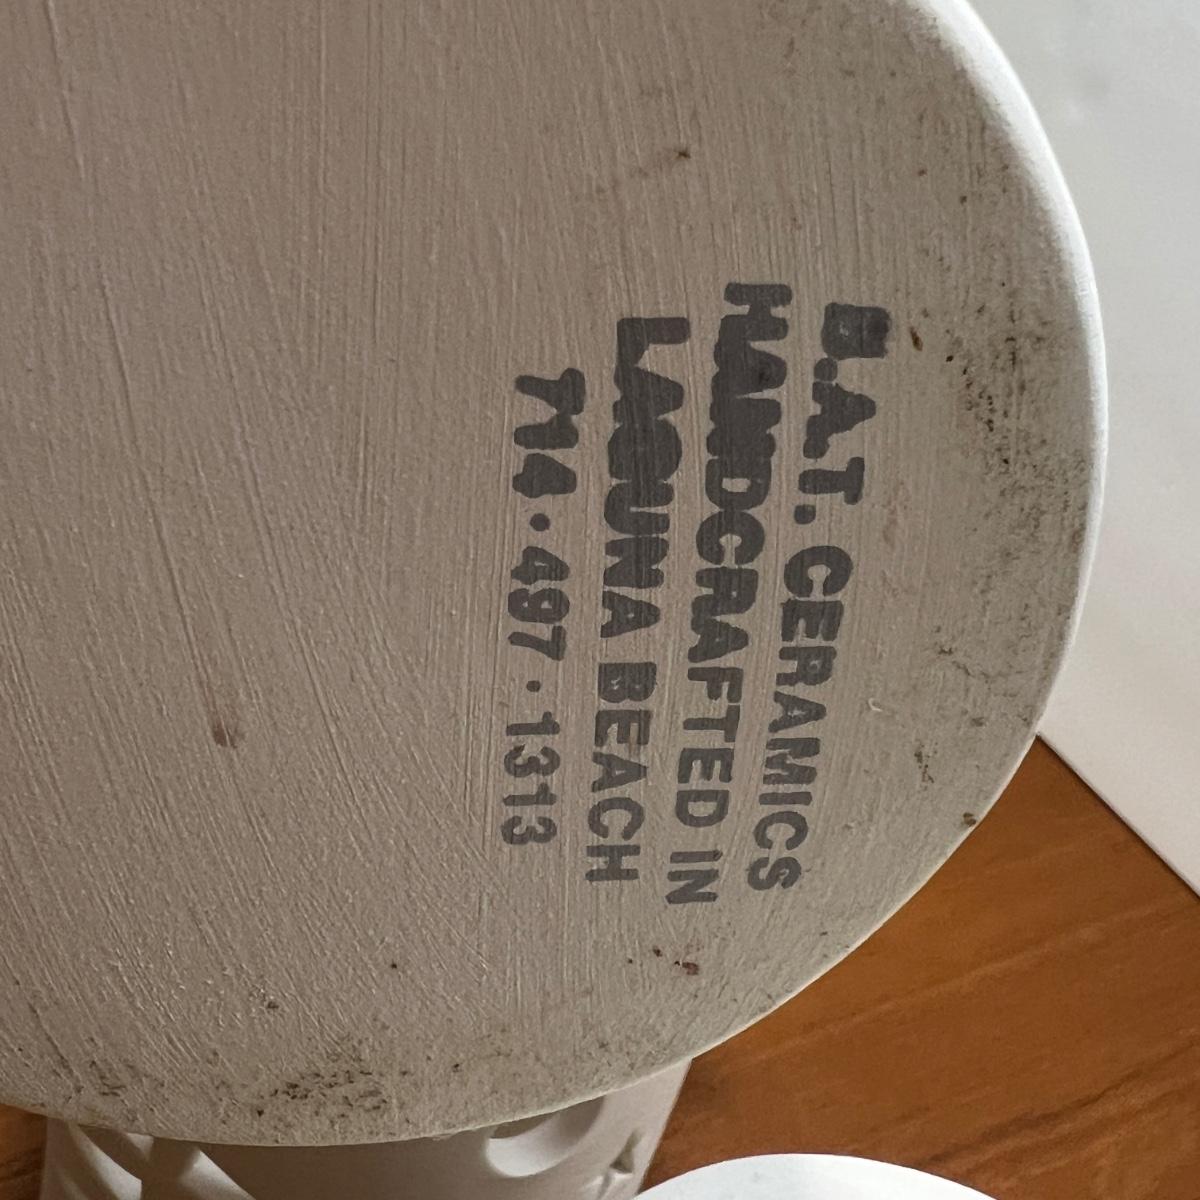 B.A.T. CERAMICS
HANDCRAFTED IN
LAGUNA BEACH
714·497·1313